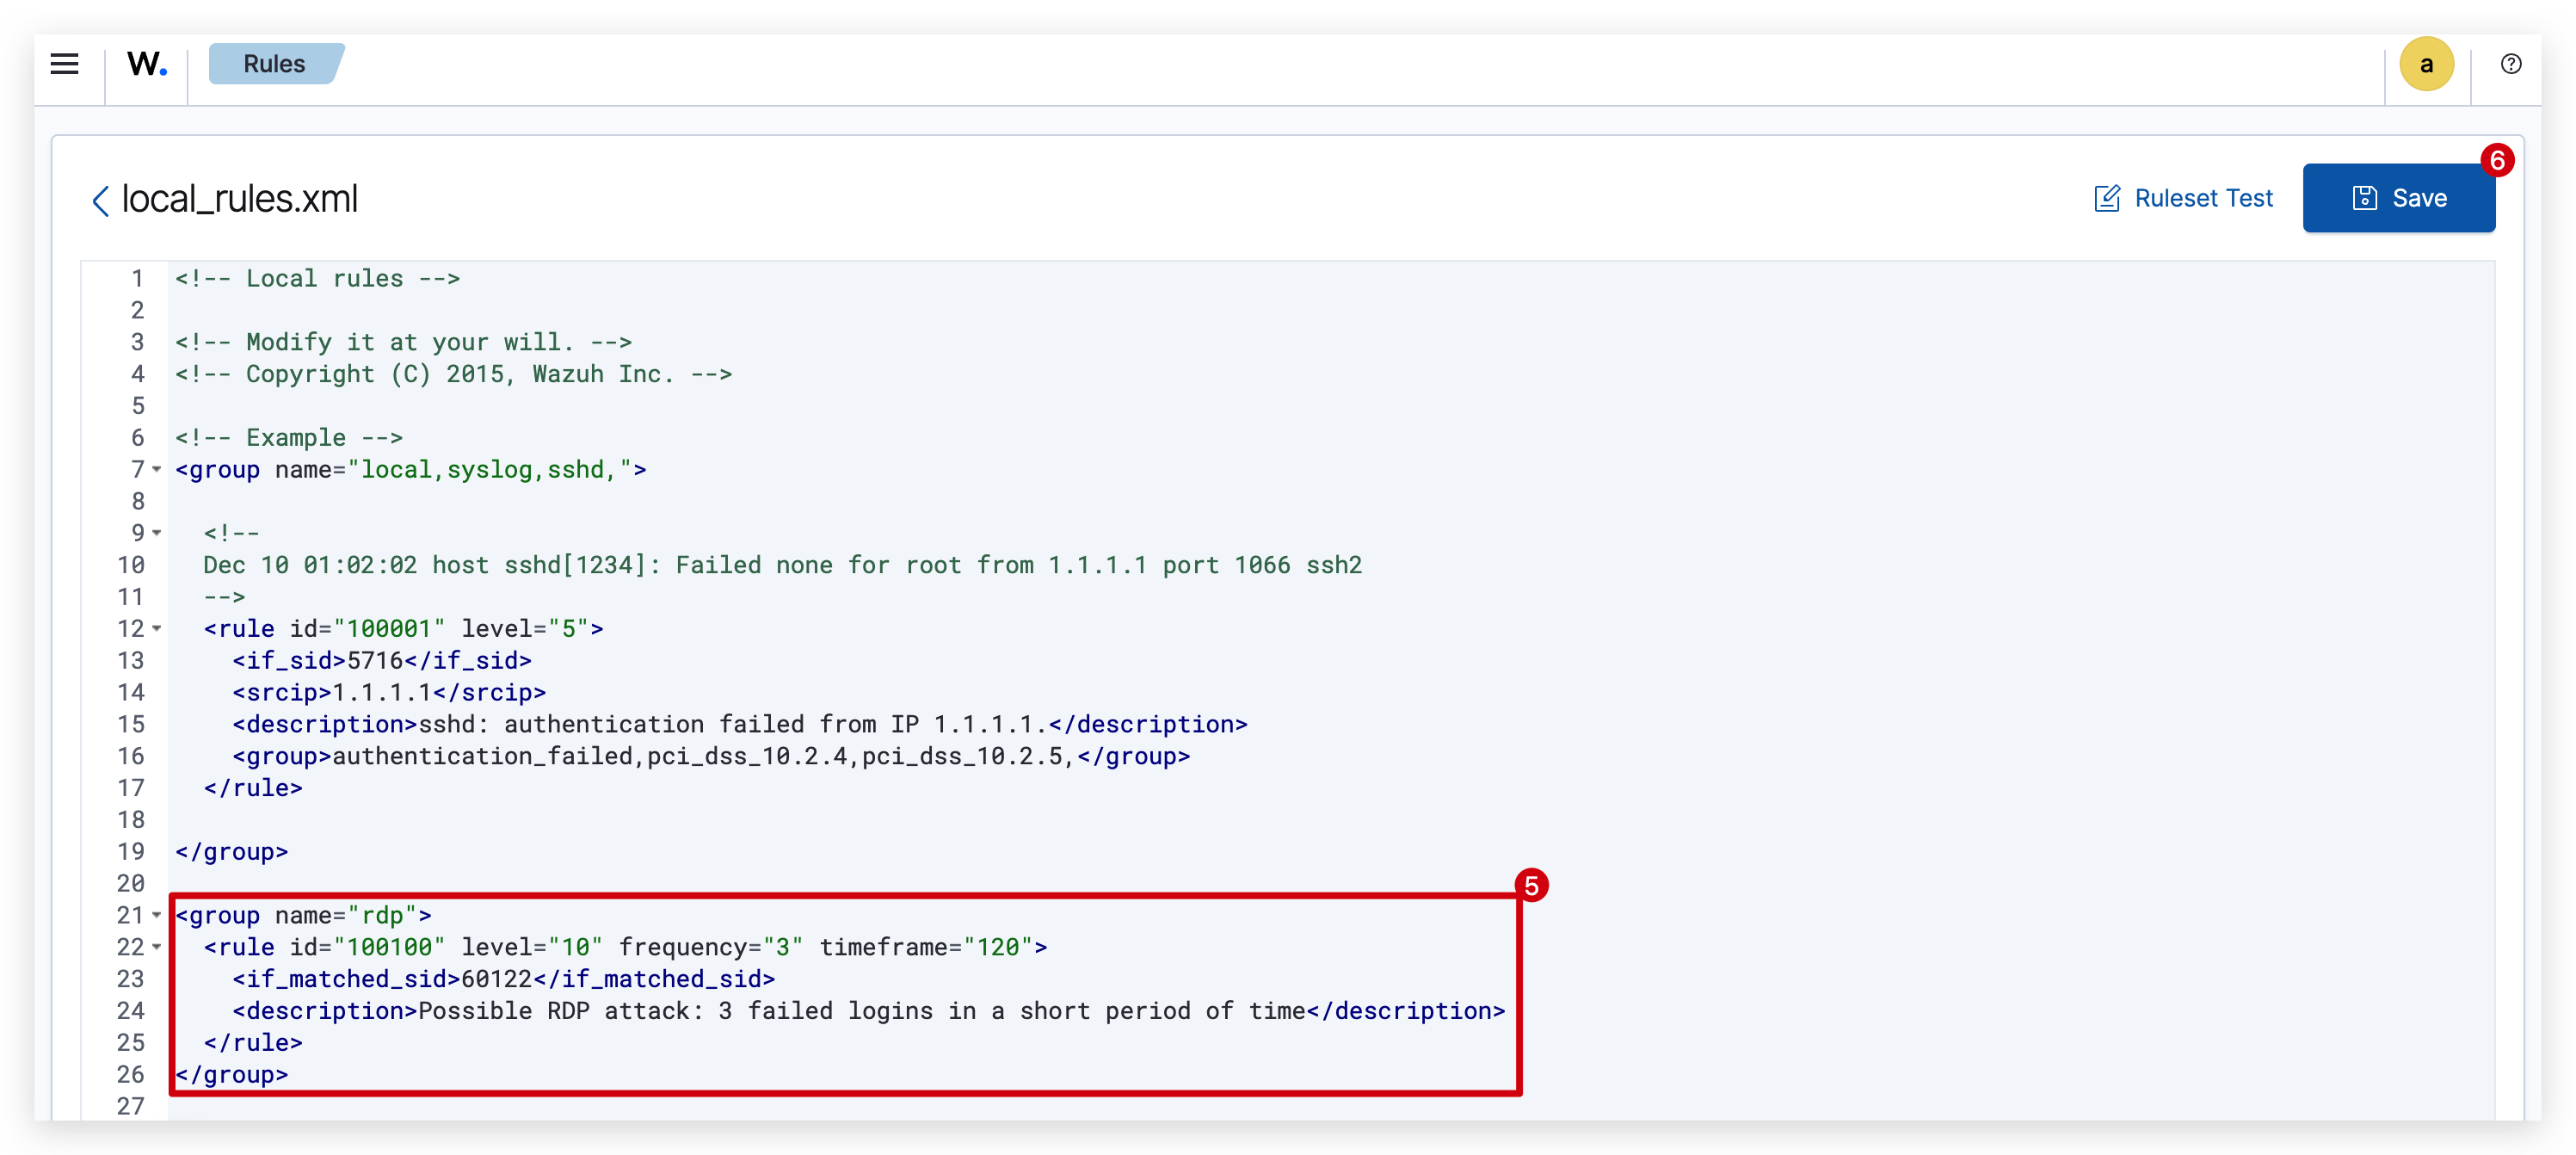 W.
Rules
a
?
local_rules.xml
Ruleset Test
Save
6
1 <!-- Local rules -->
2
3 <!-- Modify it at your will. -->
4 <!-- Copyright (C) 2015, Wazuh Inc. -->
5
6 <!-- Example -->
7 <group name="local,syslog,sshd,">
8
9   <!--
10   Dec 10 01:02:02 host sshd[1234]: Failed none for root from 1.1.1.1 port 1066 ssh2
11   -->
12   <rule id="100001" level="5">
13     <if_sid>5716</if_sid>
14     <srcip>1.1.1.1</srcip>
15     <description>sshd: authentication failed from IP 1.1.1.1.</description>
16     <group>authentication_failed,pci_dss_10.2.4,pci_dss_10.2.5,</group>
17   </rule>
18
19 </group>
20
5
21 <group name="rdp">
22   <rule id="100100" level="10" frequency="3" timeframe="120">
23     <if_matched_sid>60122</if_matched_sid>
24     <description>Possible RDP attack: 3 failed logins in a short period of time</description>
25   </rule>
26 </group>
27